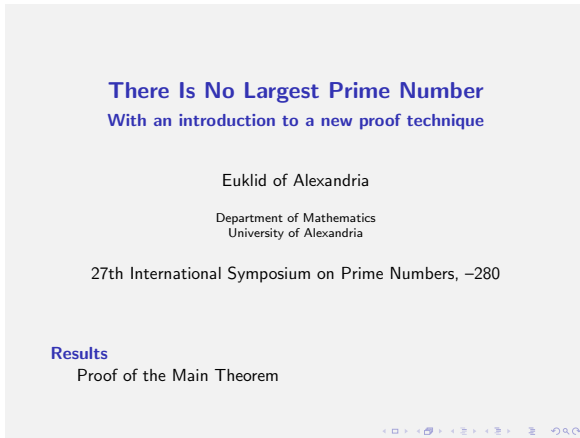 There Is No Largest Prime Number
With an introduction to a new proof technique
Euklid of Alexandria
Department of Mathematics
University of Alexandria
27th International Symposium on Prime Numbers, –280
Results
Proof of the Main Theorem